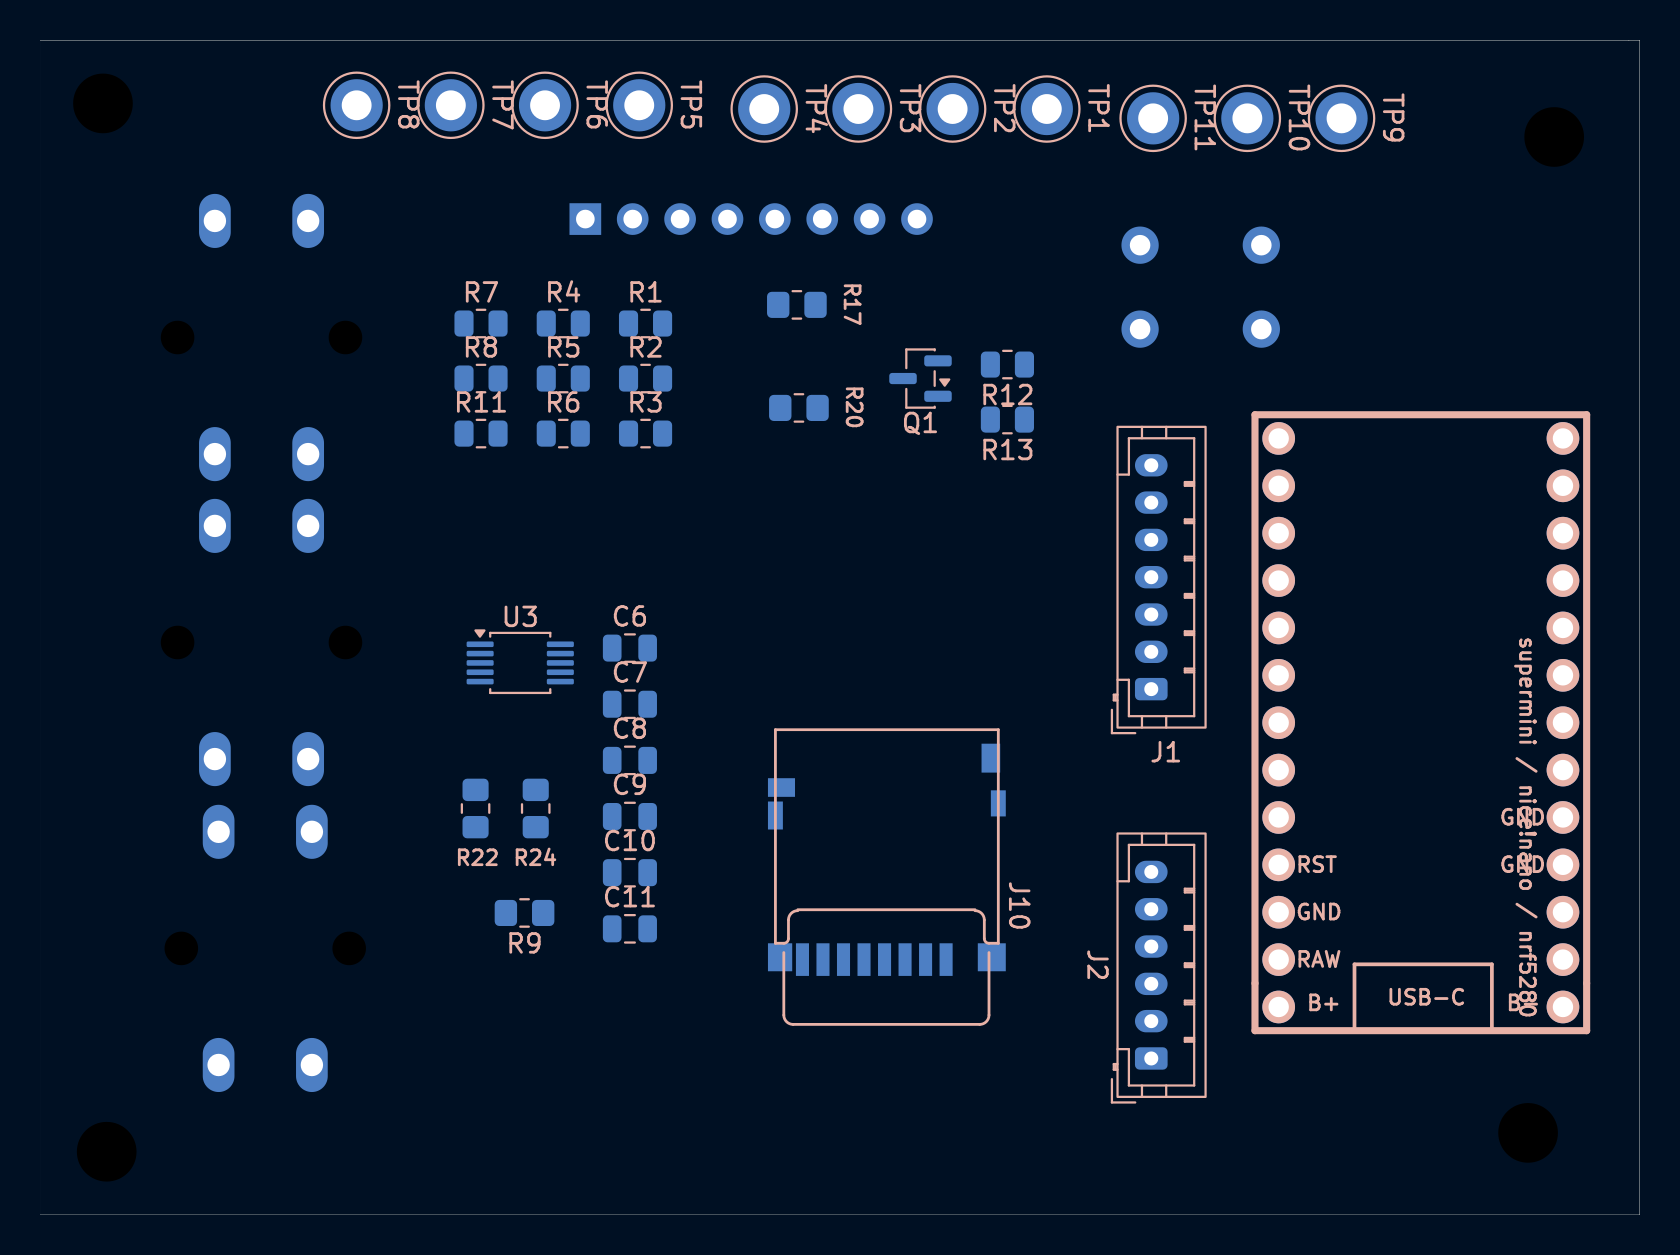 TP8
TP7
TP6
TP5
TP4
TP3
TP2
TP1
TP11
TP10
TP9
R7
R4
R1
R17
R8
R5
R2
R12
R11
R6
R3
R20
Q1
R13
U3
C6
C7
J1
C8
C9
C10
R22
R24
C11
R9
J10
J2
supermini / nice!nano / nrf52840
GND
RST
GND
GND
RAW
B+
USB-C